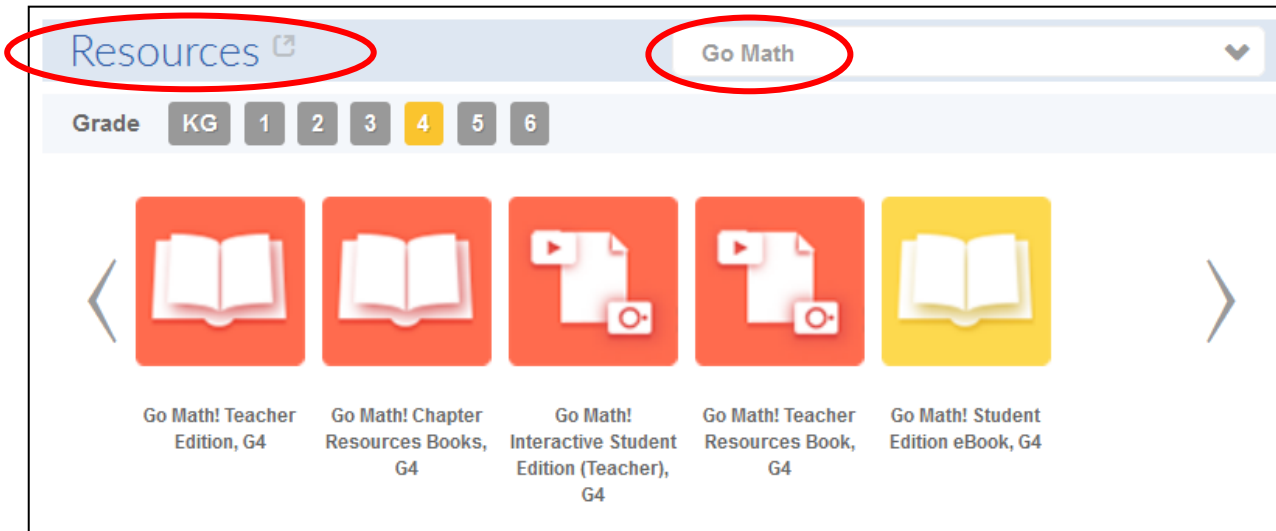 Resources
Go Math
Grade KG 1 2 3 4 5 6
Go Math! Teacher
Edition, G4
Go Math! Chapter
Resources Books,
G4
Go Math!
Interactive Student
Edition (Teacher),
G4
Go Math! Teacher
Resources Book,
G4
Go Math! Student
Edition eBook, G4